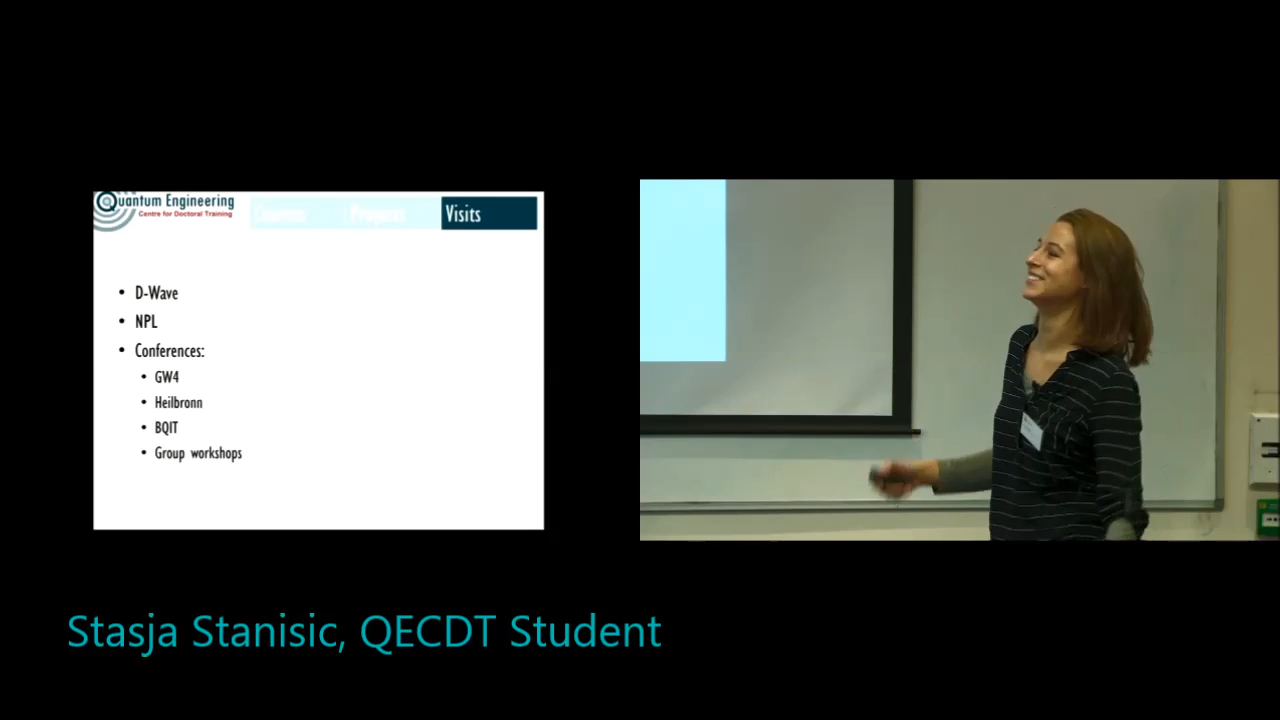 Quantum Engineering
Centre for Doctoral Training
Visits
• D-Wave
• NPL
• Conferences:
• GW4
• Heilbronn
• BQIT
• Group workshops
Stasja Stanisic, QECDT Student